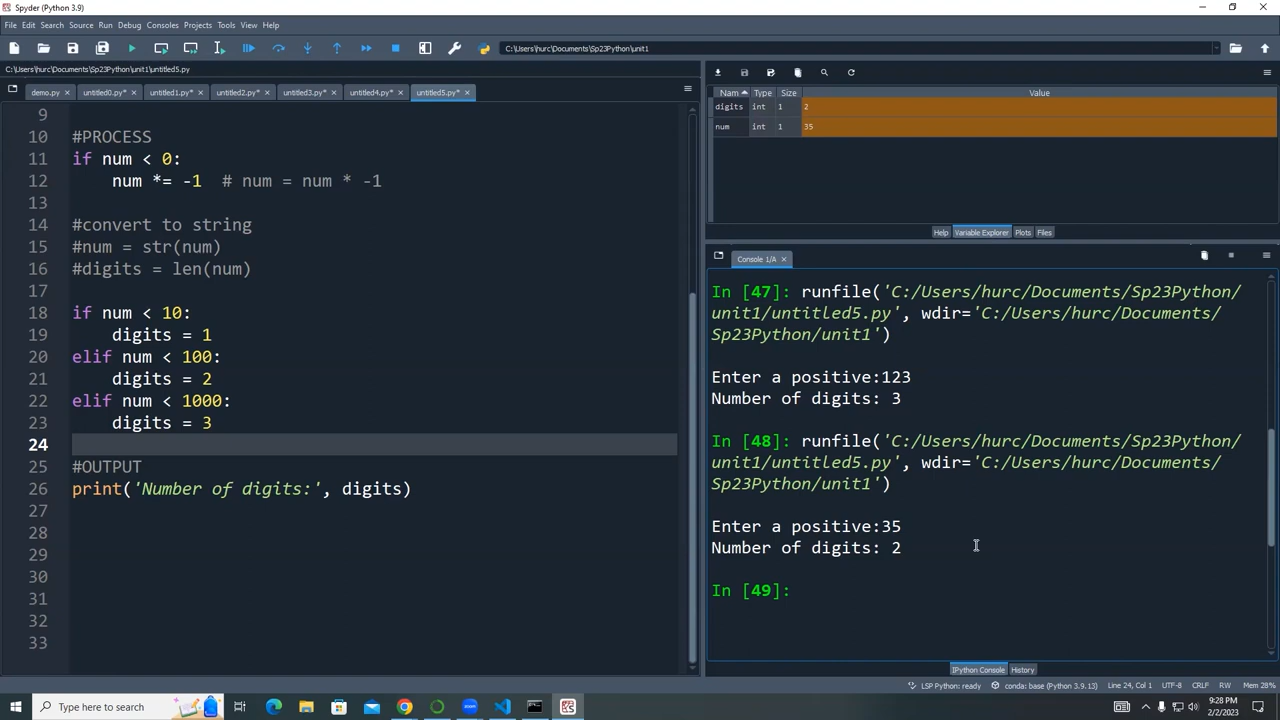 Spyder (Python 3.9)
File Edit Search Source Run Debug Consoles Projects Tools View Help
C:\Users\hurc\Documents\Sp23Python\unit1
C:\Users\hurc\Documents\Sp23Python\unit1\untitled5.py
demo.py untitled0.py* untitled1.py* untitled2.py* untitled3.py* untitled4.py* untitled5.py*
9
10 #PROCESS
11 if num < 0:
12 num *= -1 # num = num * -1
13
14 #convert to string
15 #num = str(num)
16 #digits = len(num)
17
18 if num < 10:
19 digits = 1
20 elif num < 100:
21 digits = 2
22 elif num < 1000:
23 digits = 3
24
25 #OUTPUT
26 print('Number of digits:', digits)
27
28
29
30
31
32
33
Nam Type Size Value
digits int 1 2
num int 1 35
Help Variable Explorer Plots Files
Console 1/A
In [47]: runfile('C:/Users/hurc/Documents/Sp23Python/
unit1/untitled5.py', wdir='C:/Users/hurc/Documents/
Sp23Python/unit1')
Enter a positive:123
Number of digits: 3
In [48]: runfile('C:/Users/hurc/Documents/Sp23Python/
unit1/untitled5.py', wdir='C:/Users/hurc/Documents/
Sp23Python/unit1')
Enter a positive:35
Number of digits: 2
In [49]:
IPython Console History
LSP Python: ready conda: base (Python 3.9.13) Line 24, Col 1 UTF-8 CRLF RW Mem 28%
Type here to search
9:28 PM
2/2/2023